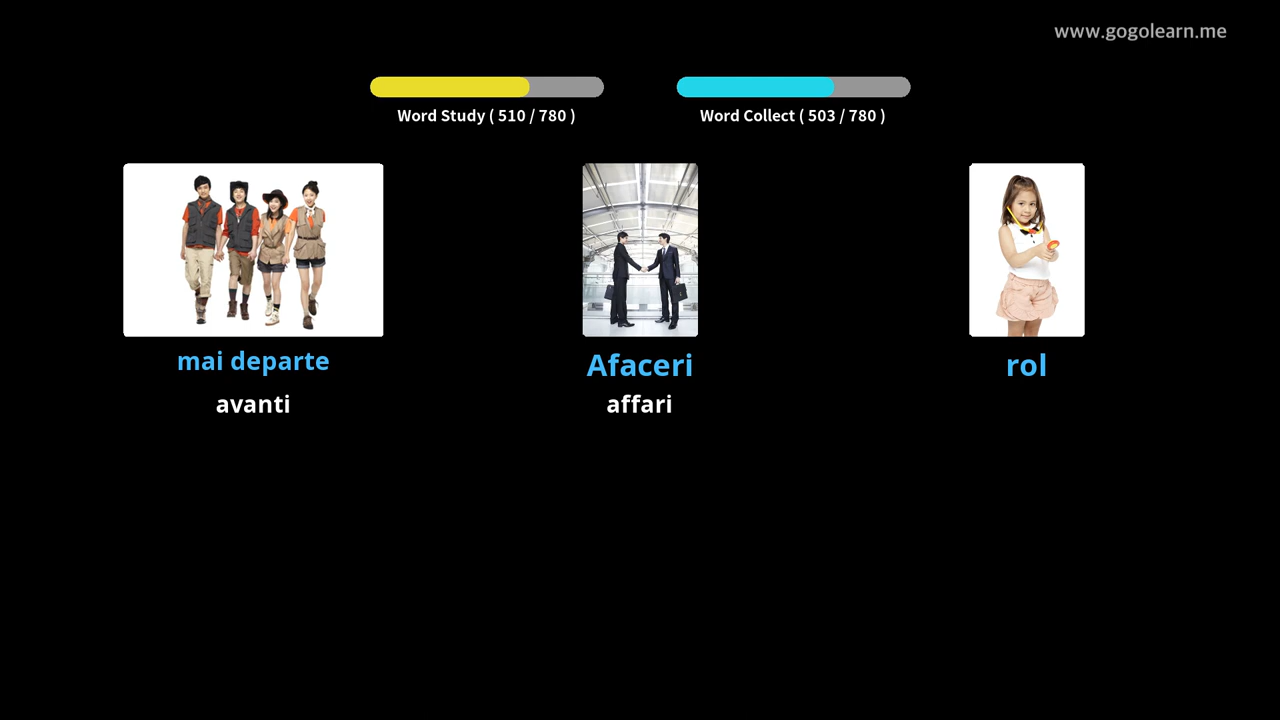 www.gogolearn.me
Word Study ( 510 / 780 )
Word Collect ( 503 / 780 )
mai departe
avanti
Afaceri
affari
rol